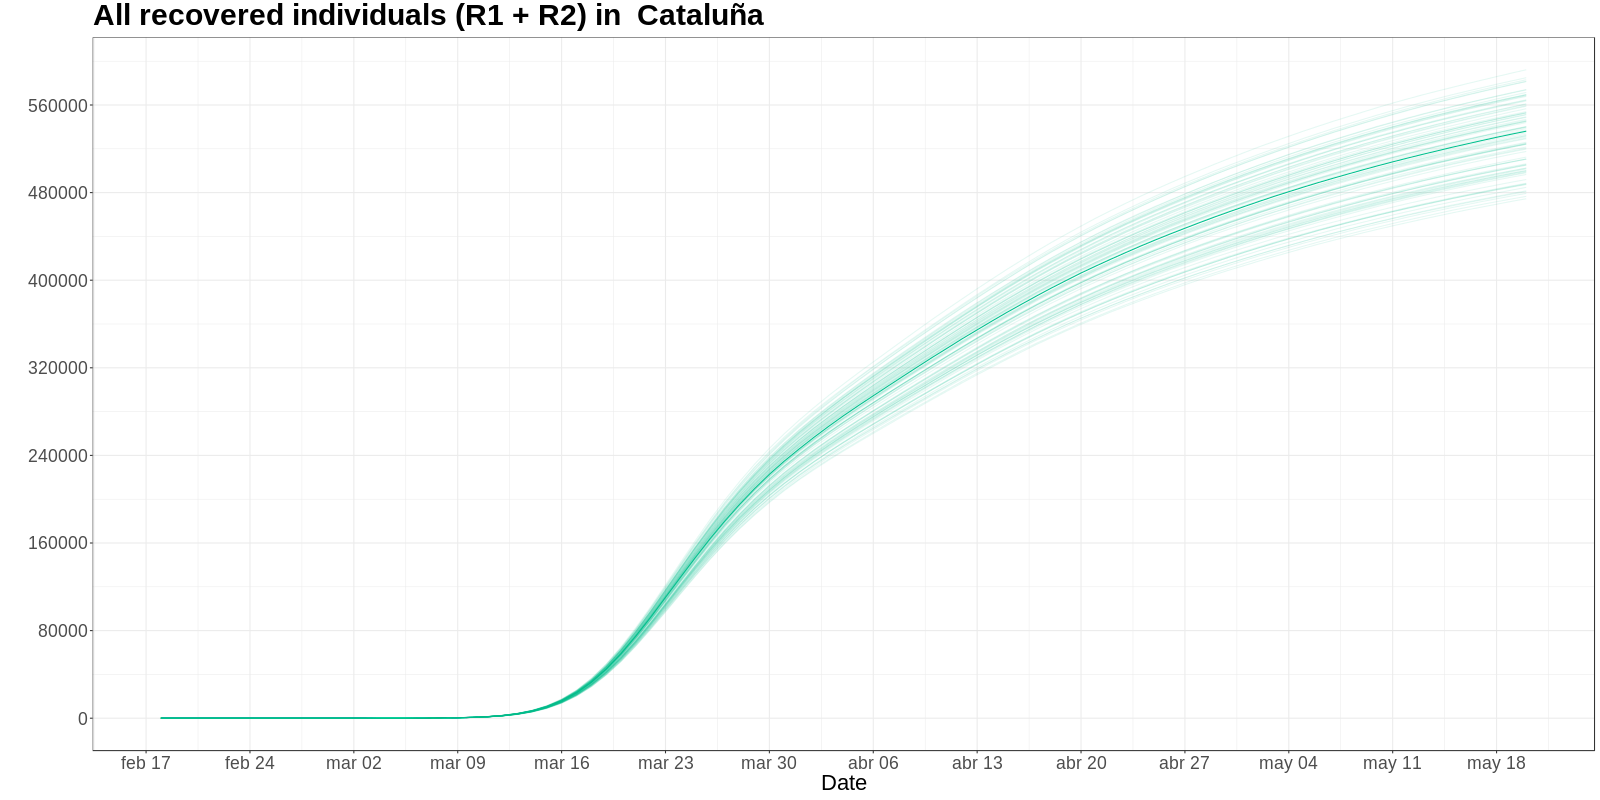 All recovered individuals (R1 + R2) in  Cataluña
560000
480000
400000
320000
240000
160000
80000
0
feb 17 feb 24 mar 02 mar 09 mar 16 mar 23 mar 30 abr 06 abr 13 abr 20 abr 27 may 04 may 11 may 18
Date